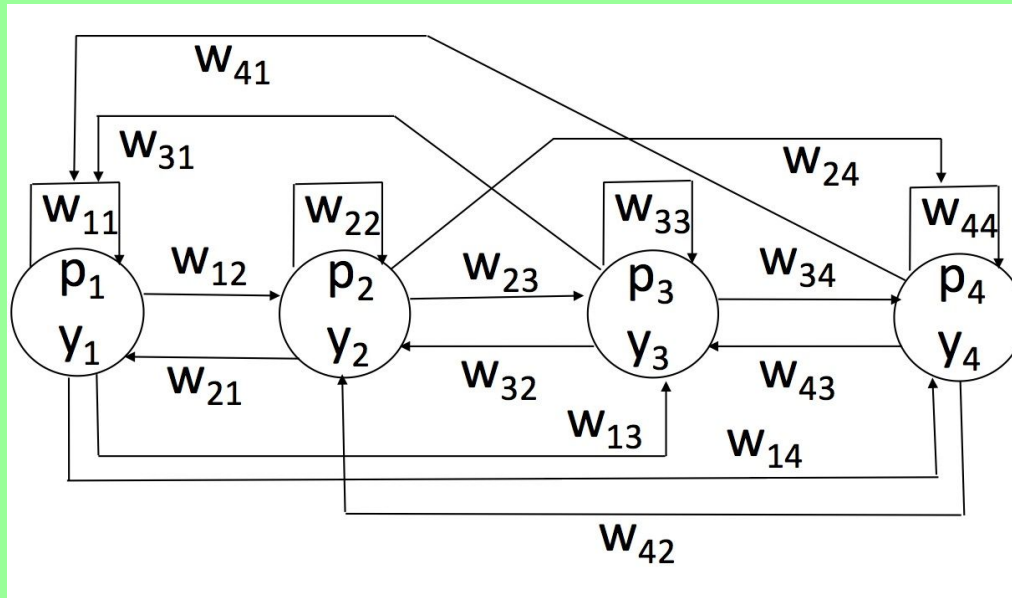 w₄₁
w₃₁
w₂₄
w₁₁
w₂₂
w₃₃
w₄₄
p₁
w₁₂
p₂
w₂₃
p₃
w₃₄
p₄
y₁
y₂
y₃
y₄
w₂₁
w₃₂
w₄₃
w₁₃
w₁₄
w₄₂